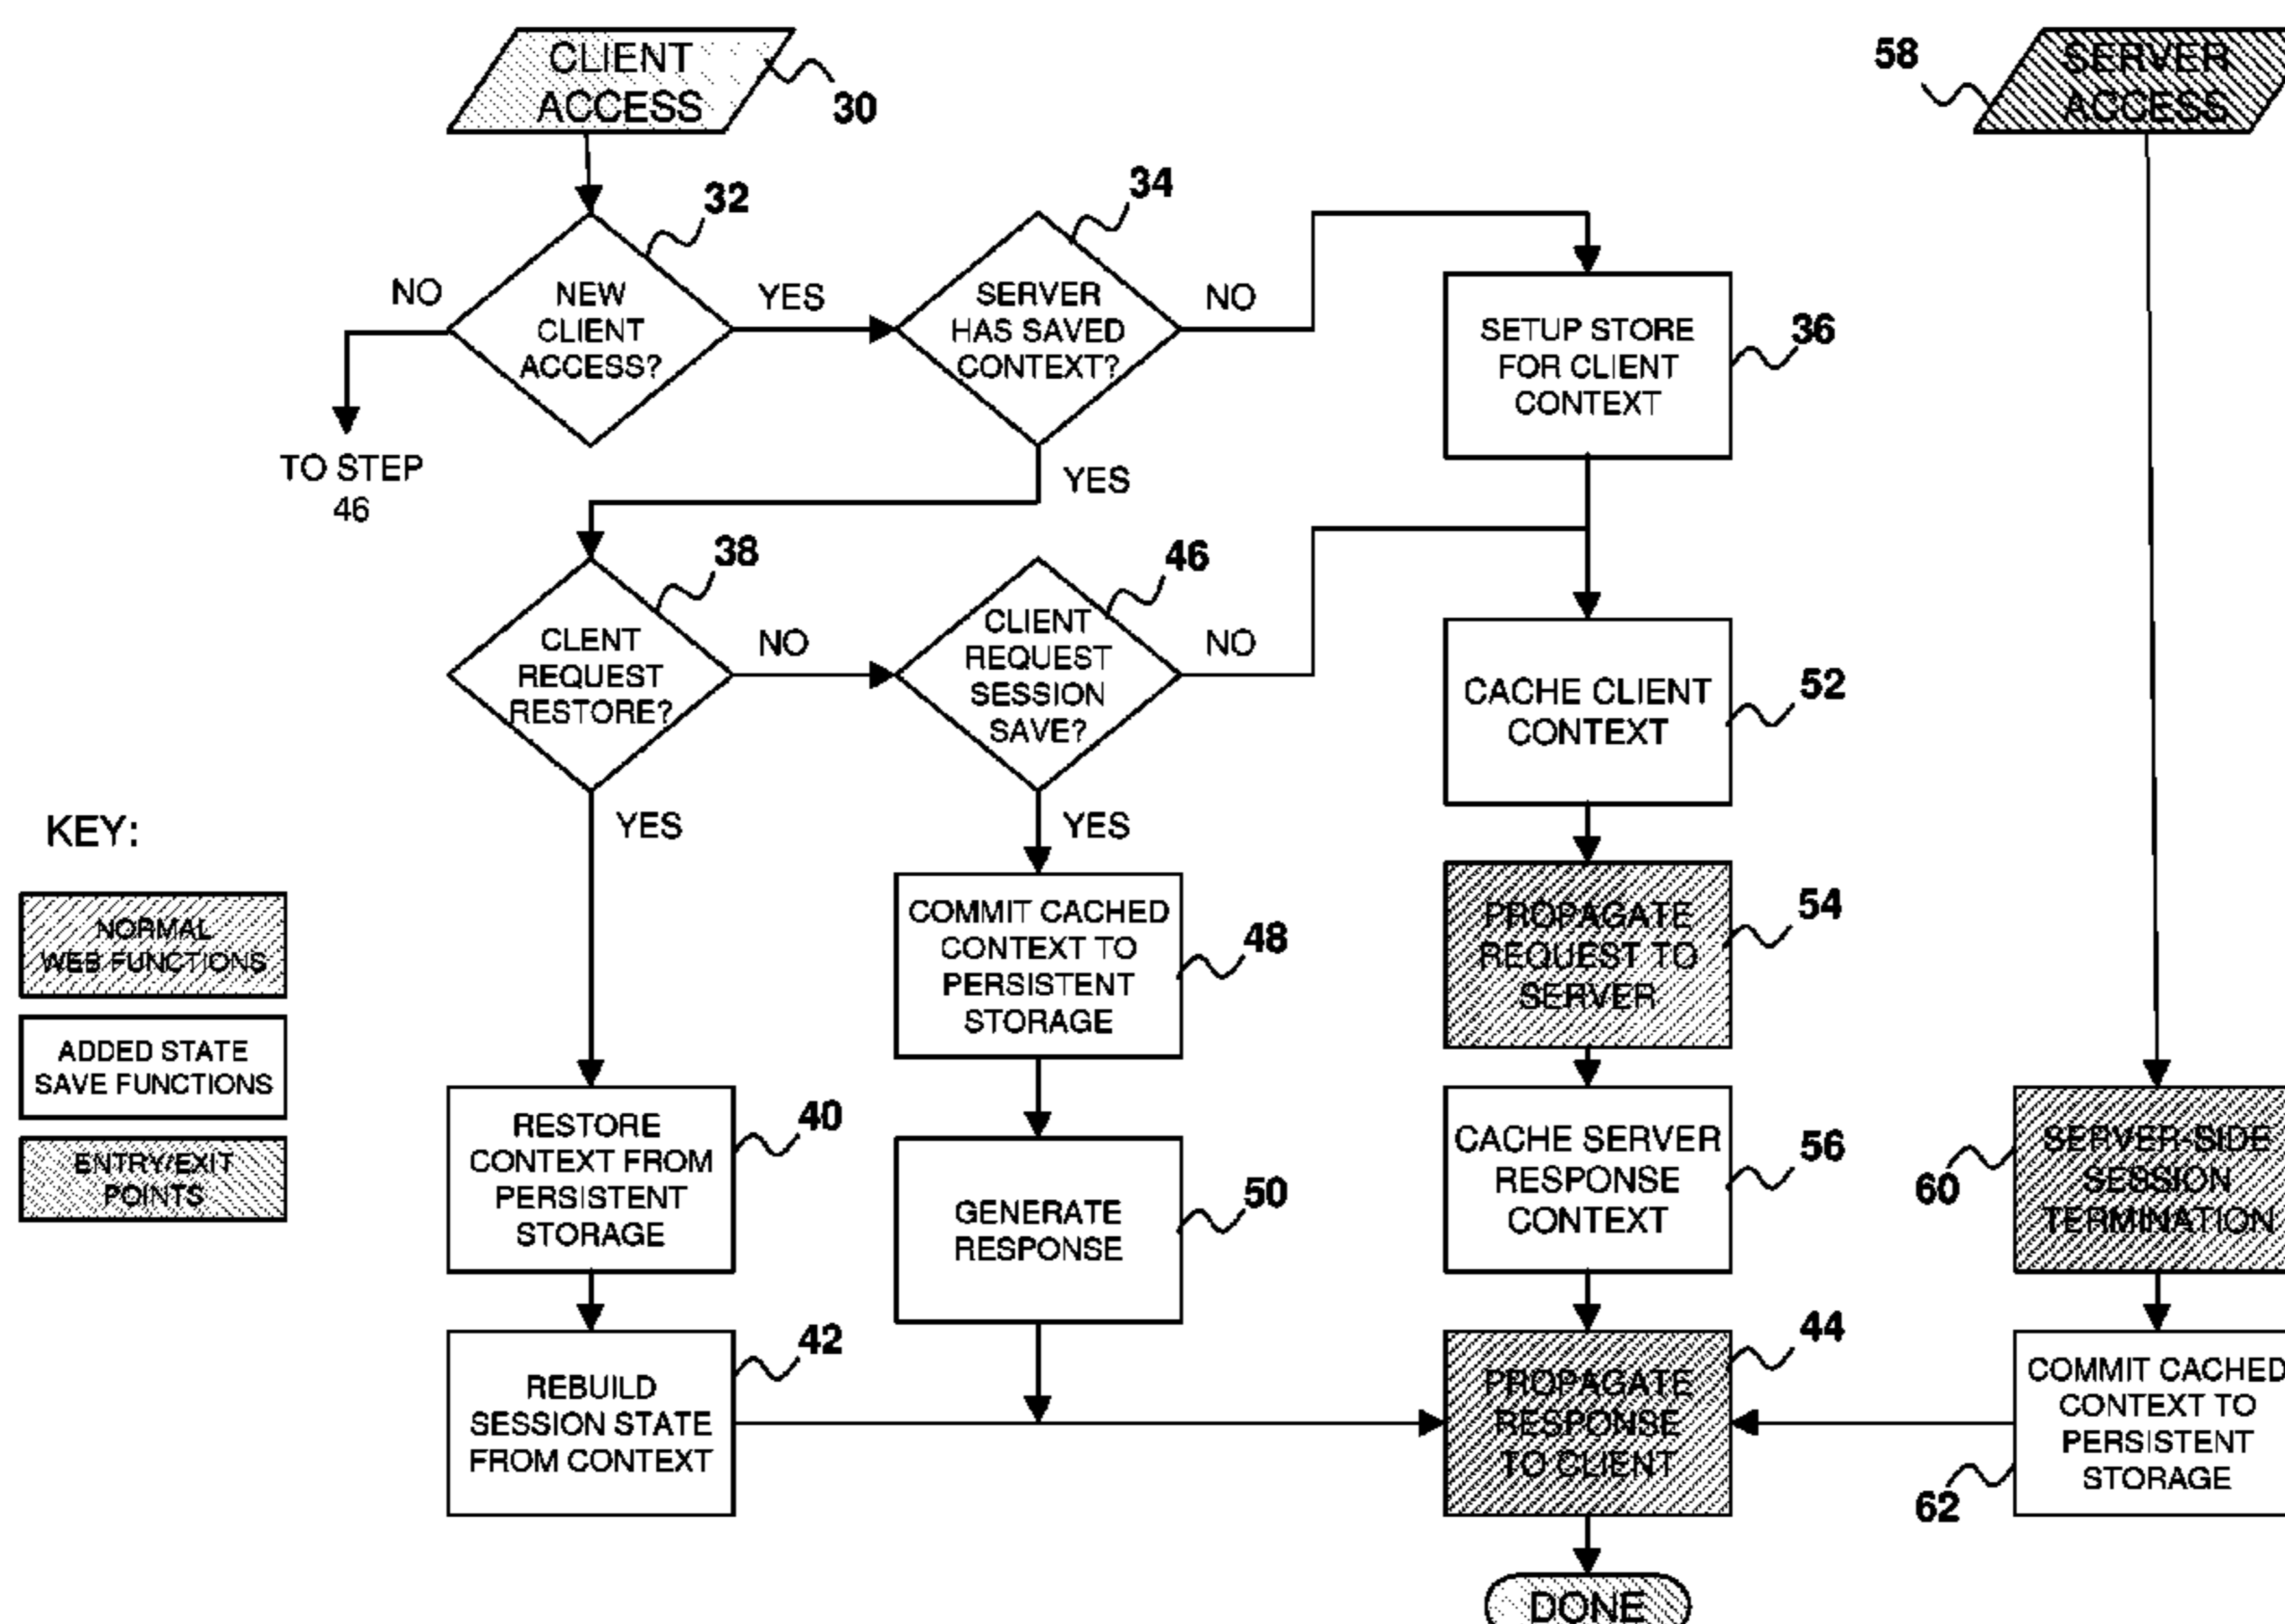 CLIENT
ACCESS
30
58
SERVER
ACCESS
32
34
NO
NEW
CLIENT
ACCESS?
YES
SERVER
HAS SAVED
CONTEXT?
NO
SETUP STORE
FOR CLIENT
CONTEXT
36
TO STEP
46
YES
38
46
CLENT
REQUEST
RESTORE?
NO
CLIENT
REQUEST
SESSION
SAVE?
NO
CACHE CLIENT
CONTEXT
52
YES
YES
KEY:
NORMAL
WEB FUNCTIONS
ADDED STATE
SAVE FUNCTIONS
ENTRY/EXIT
POINTS
COMMIT CACHED
CONTEXT TO
PERSISTENT
STORAGE
48
PROPAGATE
REQUEST TO
SERVER
54
RESTORE
CONTEXT FROM
PERSISTENT
STORAGE
40
GENERATE
RESPONSE
50
CACHE SERVER
RESPONSE
CONTEXT
56
60
SERVER-SIDE
SESSION
TERMINATION
REBUILD
SESSION STATE
FROM CONTEXT
42
PROPAGATE
RESPONSE
TO CLIENT
44
COMMIT CACHED
CONTEXT TO
PERSISTENT
STORAGE
62
DONE